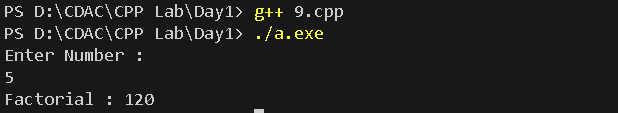 PS D:\CDAC\CPP Lab\Day1> g++ 9.cpp
PS D:\CDAC\CPP Lab\Day1> ./a.exe
Enter Number :
5
Factorial : 120